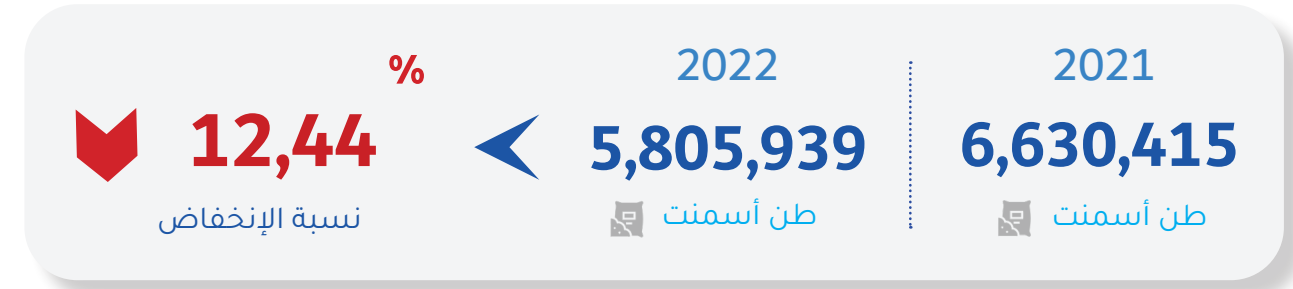 2021
6,630,415
طن أسمنت
2022
5,805,939
طن أسمنت
%
12,44
نسبة الإنخفاض